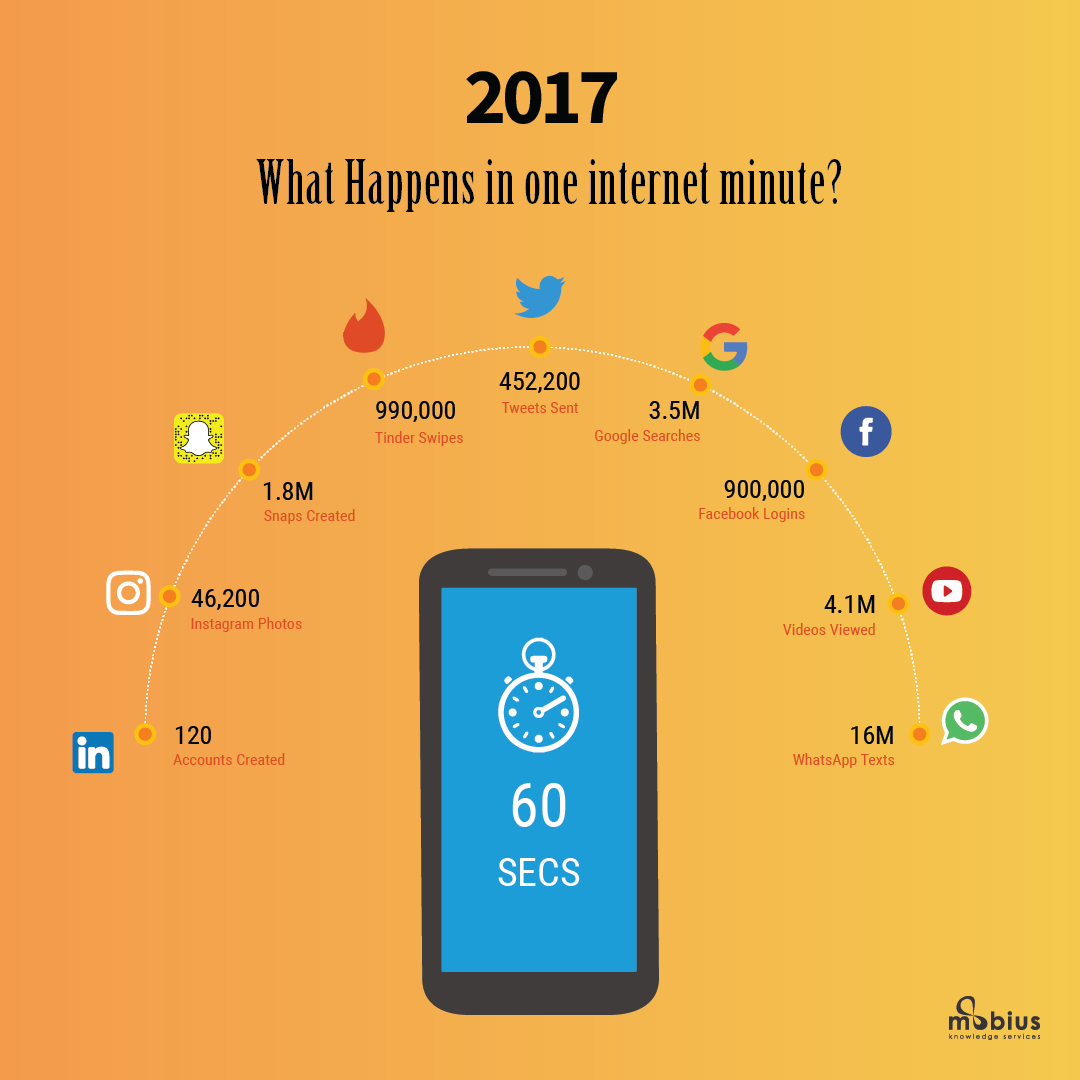 2017
What Happens in one internet minute?
452,200
Tweets Sent
990,000
Tinder Swipes
3.5M
Google Searches
1.8M
Snaps Created
900,000
Facebook Logins
46,200
Instagram Photos
4.1M
Videos Viewed
in
120
Accounts Created
16M
WhatsApp Texts
60
SECS
mobius
knowledge services